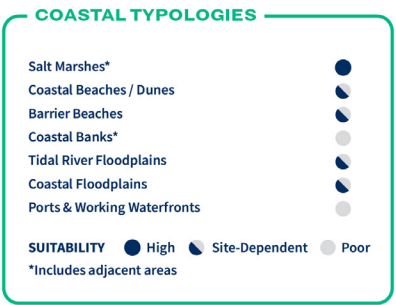 COASTAL TYPOLOGIES
Salt Marshes*
Coastal Beaches / Dunes
Barrier Beaches
Coastal Banks*
Tidal River Floodplains
Coastal Floodplains
Ports & Working Waterfronts
SUITABILITY High Site-Dependent Poor
*Includes adjacent areas